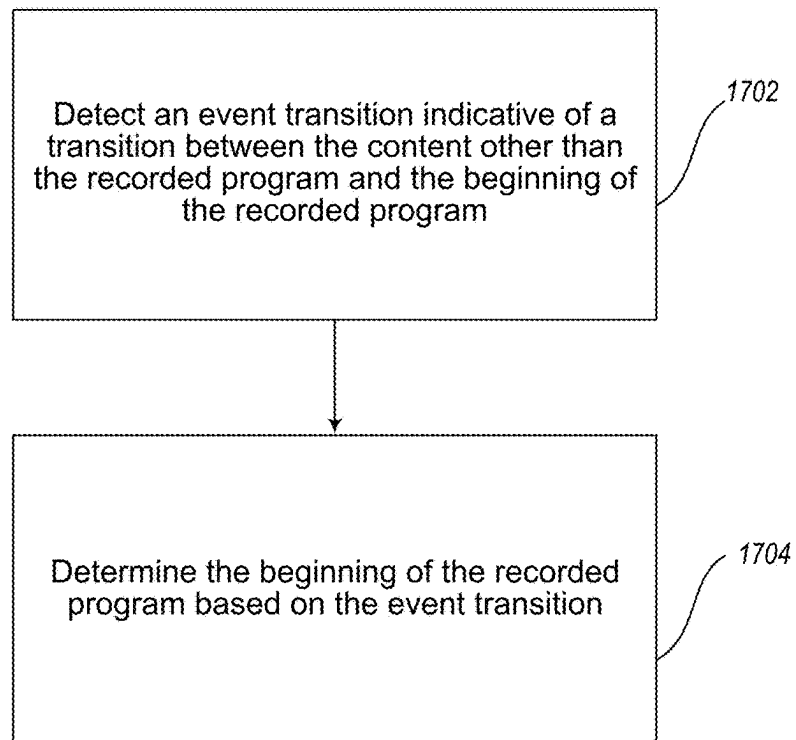 Detect an event transition indicative of a
transition between the content other than
the recorded program and the beginning of
the recorded program
1702
Determine the beginning of the recorded
program based on the event transition
1704